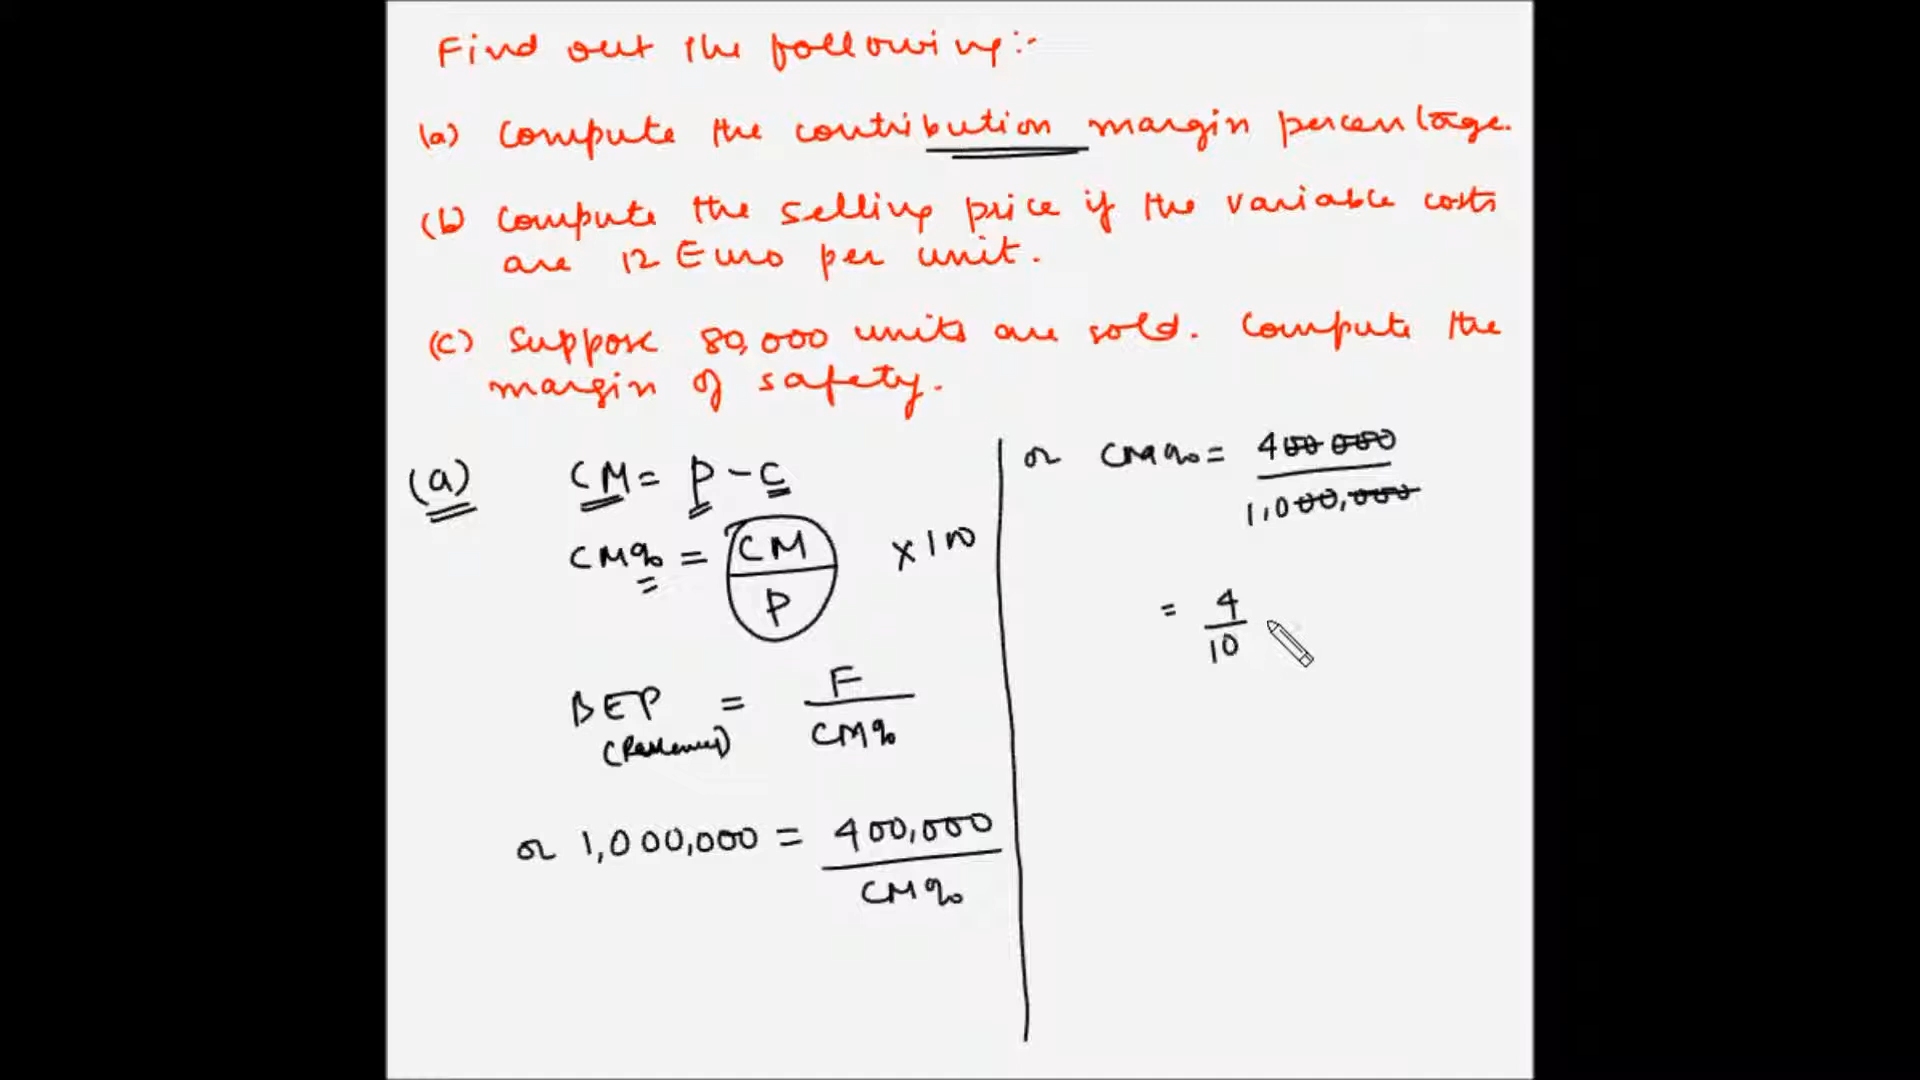 Find out the following:-
(a) Compute the contribution margin percentage.
(b) Compute the selling price if the variable costs
are 12 Euro per unit.
(c) Suppose 80,000 units are sold. Compute the
margin of safety.
(a) CM = P - C
CM% = CM / P × 100
BEP = F / CM%
or 1,000,000 = 400,000 / CM%
or CM% = 400 000 / 1,000,000
= 4 / 10